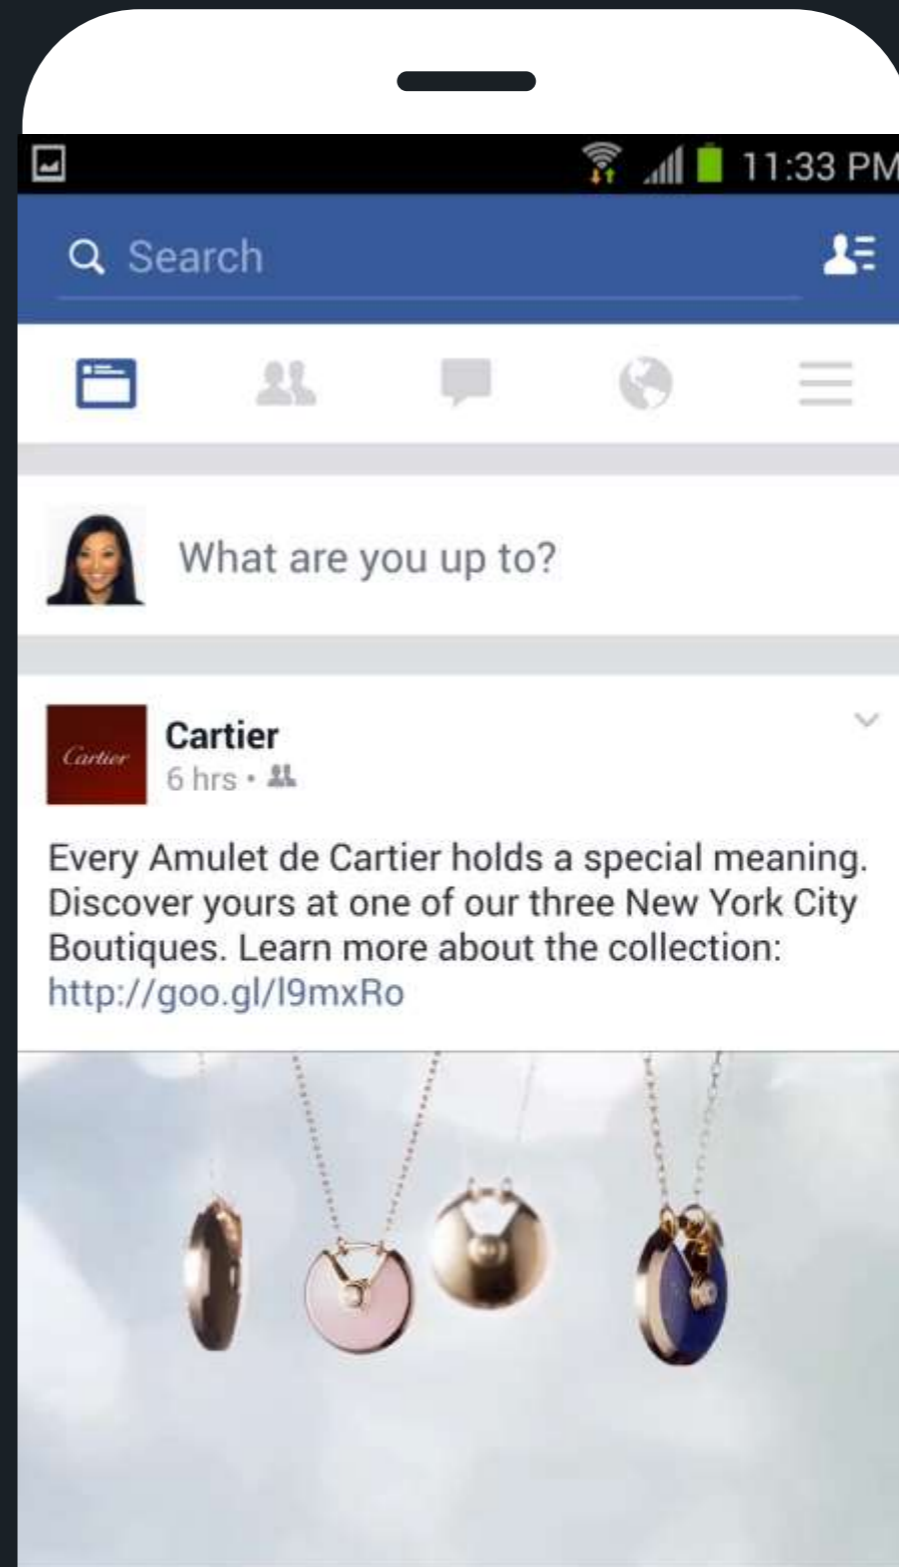 11:33 PM
Search
What are you up to?
Cartier
Cartier
6 hrs •
Every Amulet de Cartier holds a special meaning.
Discover yours at one of our three New York City
Boutiques. Learn more about the collection:
http://goo.gl/l9mxRo